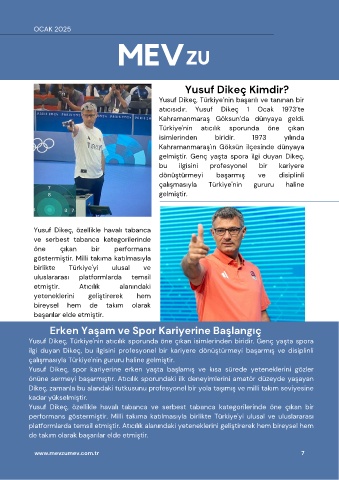 OCAK 2025
MEVZU
Yusuf Dikeç Kimdir?
Yusuf Dikeç, Türkiye'nin başarılı ve tanınan bir
atıcısıdır. Yusuf Dikeç 1 Ocak 1973'te
Kahramanmaraş Göksun'da dünyaya geldi.
Türkiye'nin atıcılık sporunda öne çıkan
isimlerinden biridir. 1973 yılında
Kahramanmaraş'ın Göksün ilçesinde dünyaya
gelmiştir. Genç yaşta spora ilgi duyan Dikeç,
bu ilgisini profesyonel bir kariyere
dönüştürmeyi başarmış ve disiplinli
çalışmasıyla Türkiye'nin gururu haline
gelmiştir.
Yusuf Dikeç, özellikle havalı tabanca
ve serbest tabanca kategorilerinde
öne çıkan bir performans
göstermiştir. Milli takıma katılmasıyla
birlikte Türkiye'yi ulusal ve
uluslararası platformlarda temsil
etmiştir. Atıcılık alanındaki
yeteneklerini geliştirerek hem
bireysel hem de takım olarak
başarılar elde etmiştir.
Erken Yaşam ve Spor Kariyerine Başlangıç
Yusuf Dikeç, Türkiye'nin atıcılık sporunda öne çıkan isimlerinden biridir. Genç yaşta spora
ilgi duyan Dikeç, bu ilgisini profesyonel bir kariyere dönüştürmeyi başarmış ve disiplinli
çalışmasıyla Türkiye'nin gururu haline gelmiştir.
Yusuf Dikeç, spor kariyerine erken yaşta başlamış ve kısa sürede yeteneklerini gözler
önüne sermeyi başarmıştır. Atıcılık sporundaki ilk deneyimlerini amatör düzeyde yaşayan
Dikeç, zamanla bu alandaki tutkusunu profesyonel bir yola taşımış ve milli takım seviyesine
kadar yükselmiştir.
Yusuf Dikeç, özellikle havalı tabanca ve serbest tabanca kategorilerinde öne çıkan bir
performans göstermiştir. Milli takıma katılmasıyla birlikte Türkiye'yi ulusal ve uluslararası
platformlarda temsil etmiştir. Atıcılık alanındaki yeteneklerini geliştirerek hem bireysel hem
de takım olarak başarılar elde etmiştir.
www.mevzumev.com.tr
7